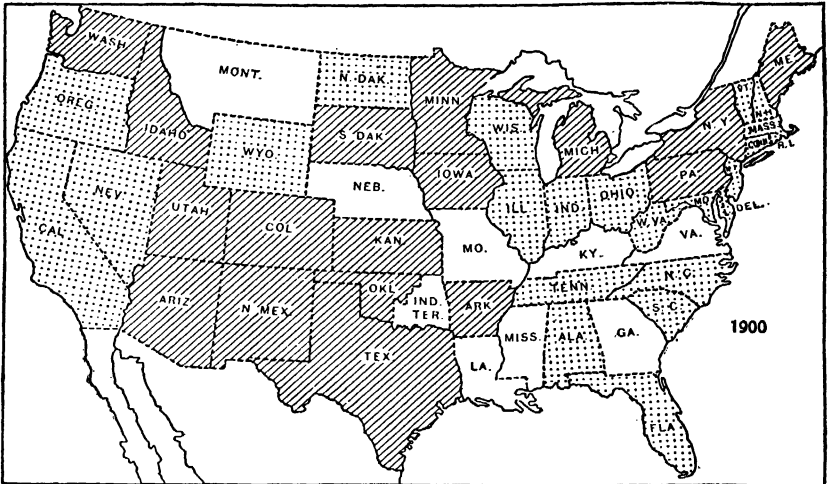 WASH.
MONT.
N. DAK.
MINN.
ME.
OREG.
IDAHO
S. DAK.
WIS.
MICH.
N.Y.
VT.
N.H.
MASS.
CONN.
R.I.
WYO.
NEB.
IOWA
PA.
NEV.
UTAH
COL.
ILL.
IND.
OHIO
W.VA.
MD.
DEL.
CAL.
KAN.
MO.
KY.
VA.
ARIZ.
N. MEX.
OKL.
IND.
TER.
ARK.
TENN.
N.C.
S.C.
TEX.
LA.
MISS.
ALA.
GA.
1900
FLA.